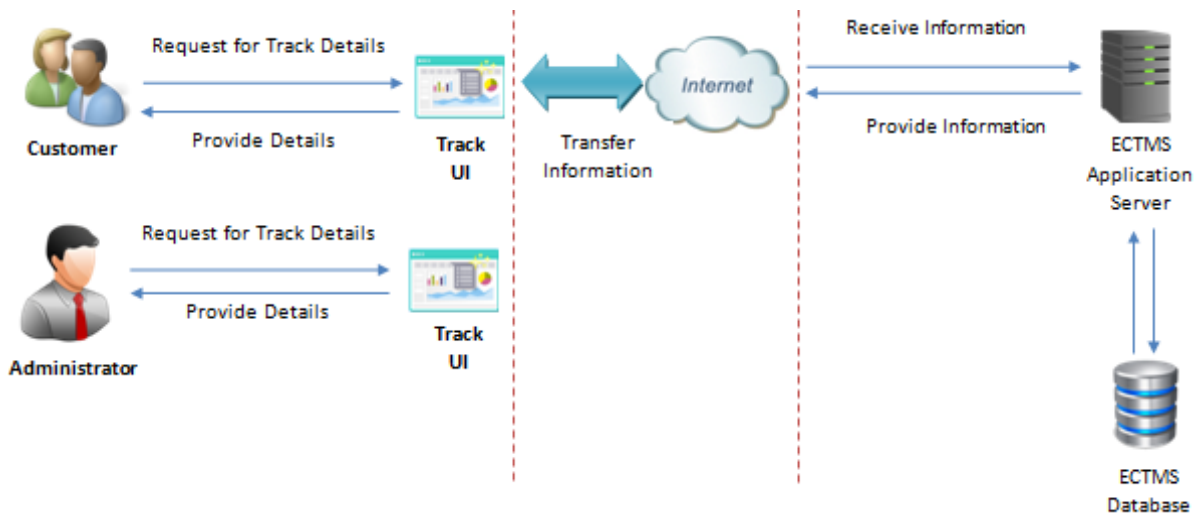 Request for Track Details
Provide Details
Customer
Track
UI
Transfer
Information
Internet
Receive Information
Provide Information
ECTMS
Application
Server
Request for Track Details
Provide Details
Administrator
Track
UI
ECTMS
Database